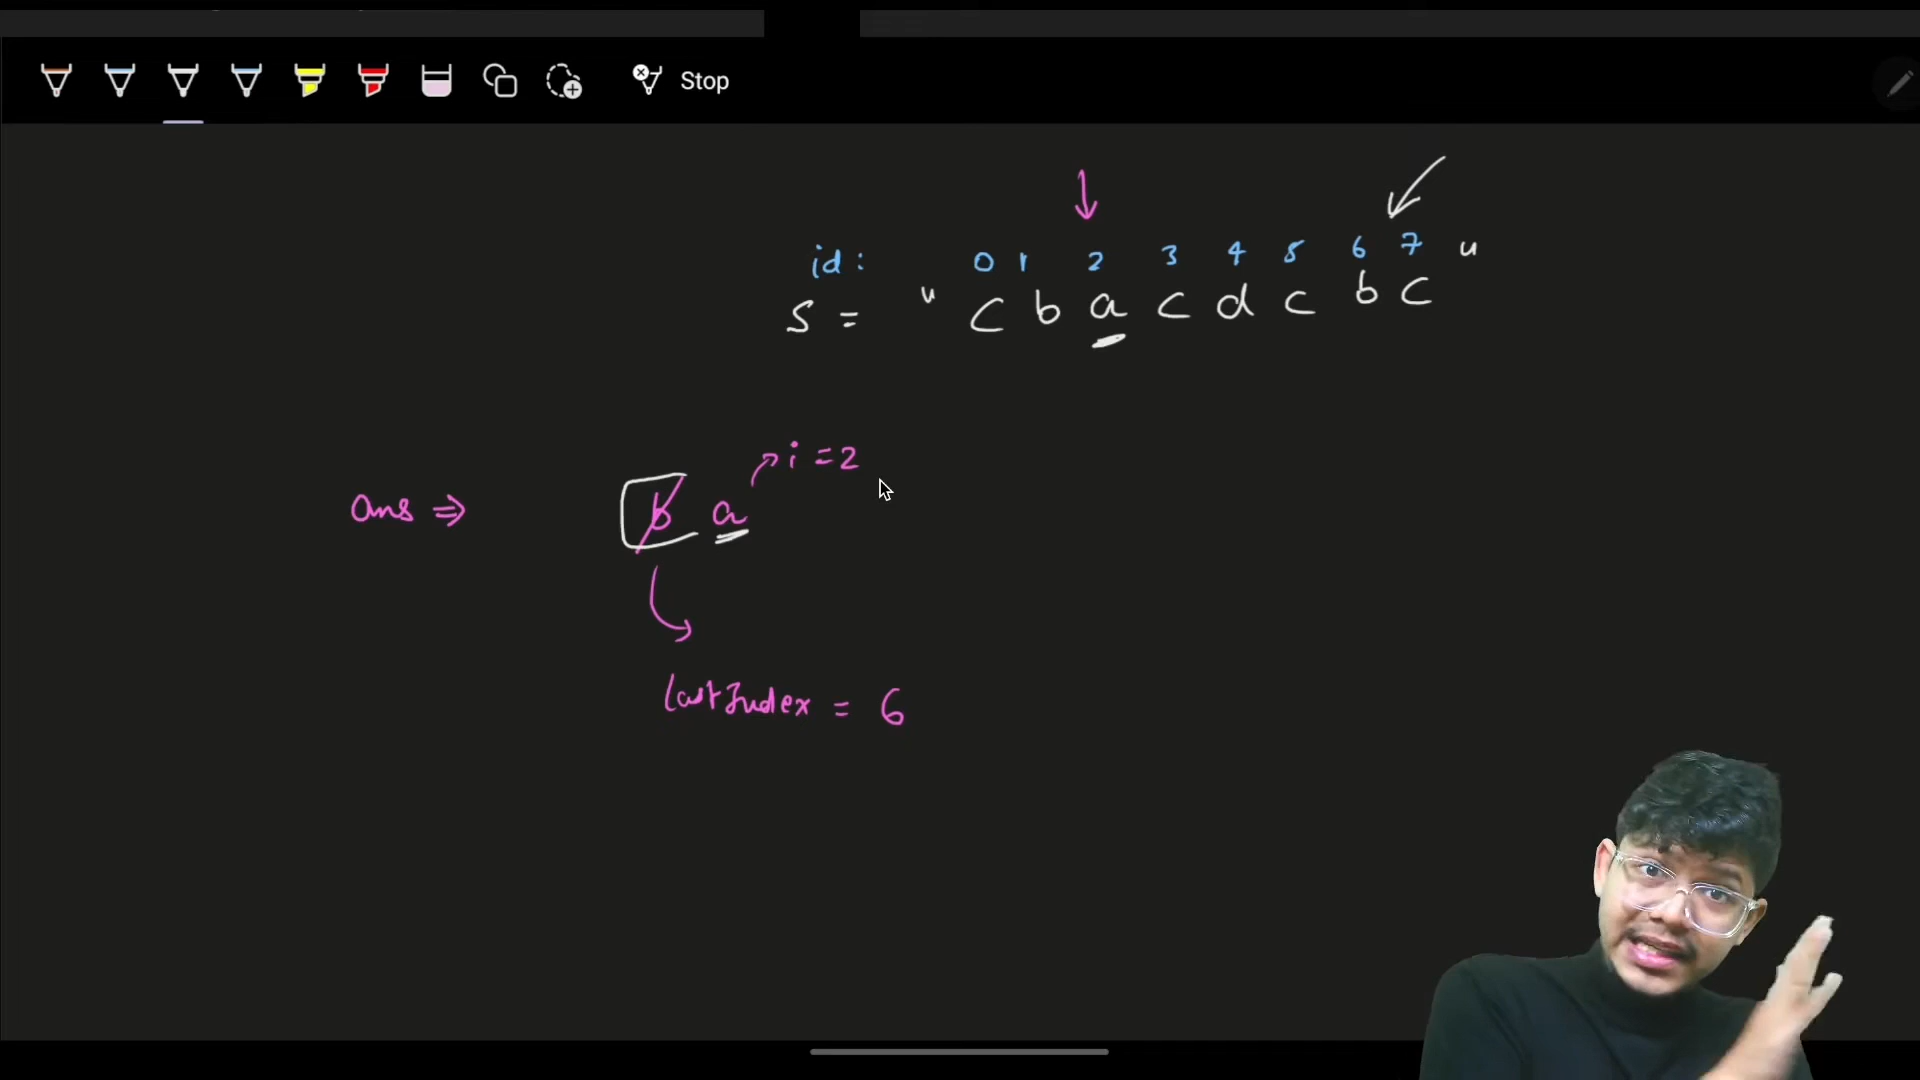 Stop
id: 0 1 2 3 4 5 6 7
S = " c b a c d c b c "
i = 2
Ans ⇒ b a
lastIndex = 6